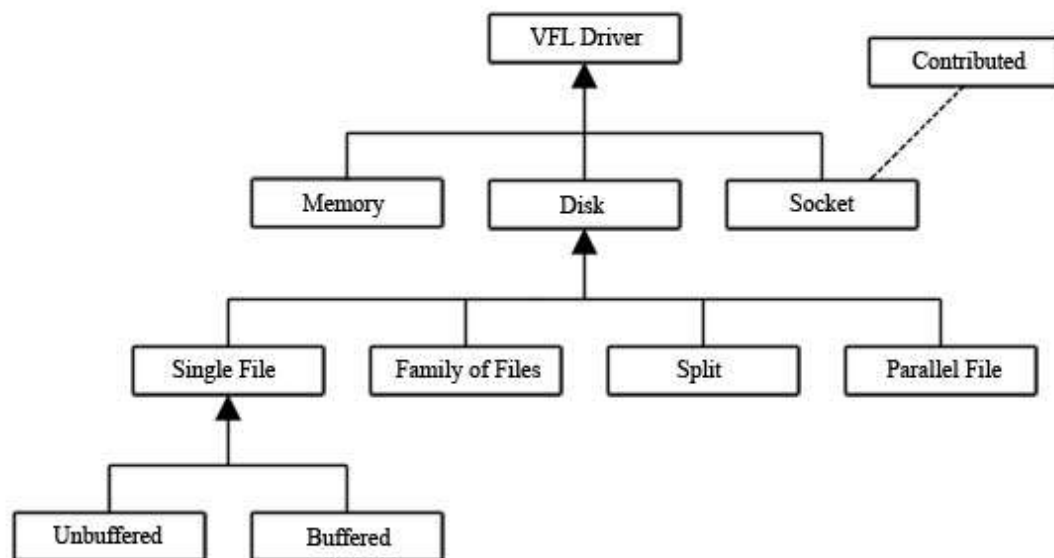 VFL Driver
Contributed
Memory
Disk
Socket
Single File
Family of Files
Split
Parallel File
Unbuffered
Buffered